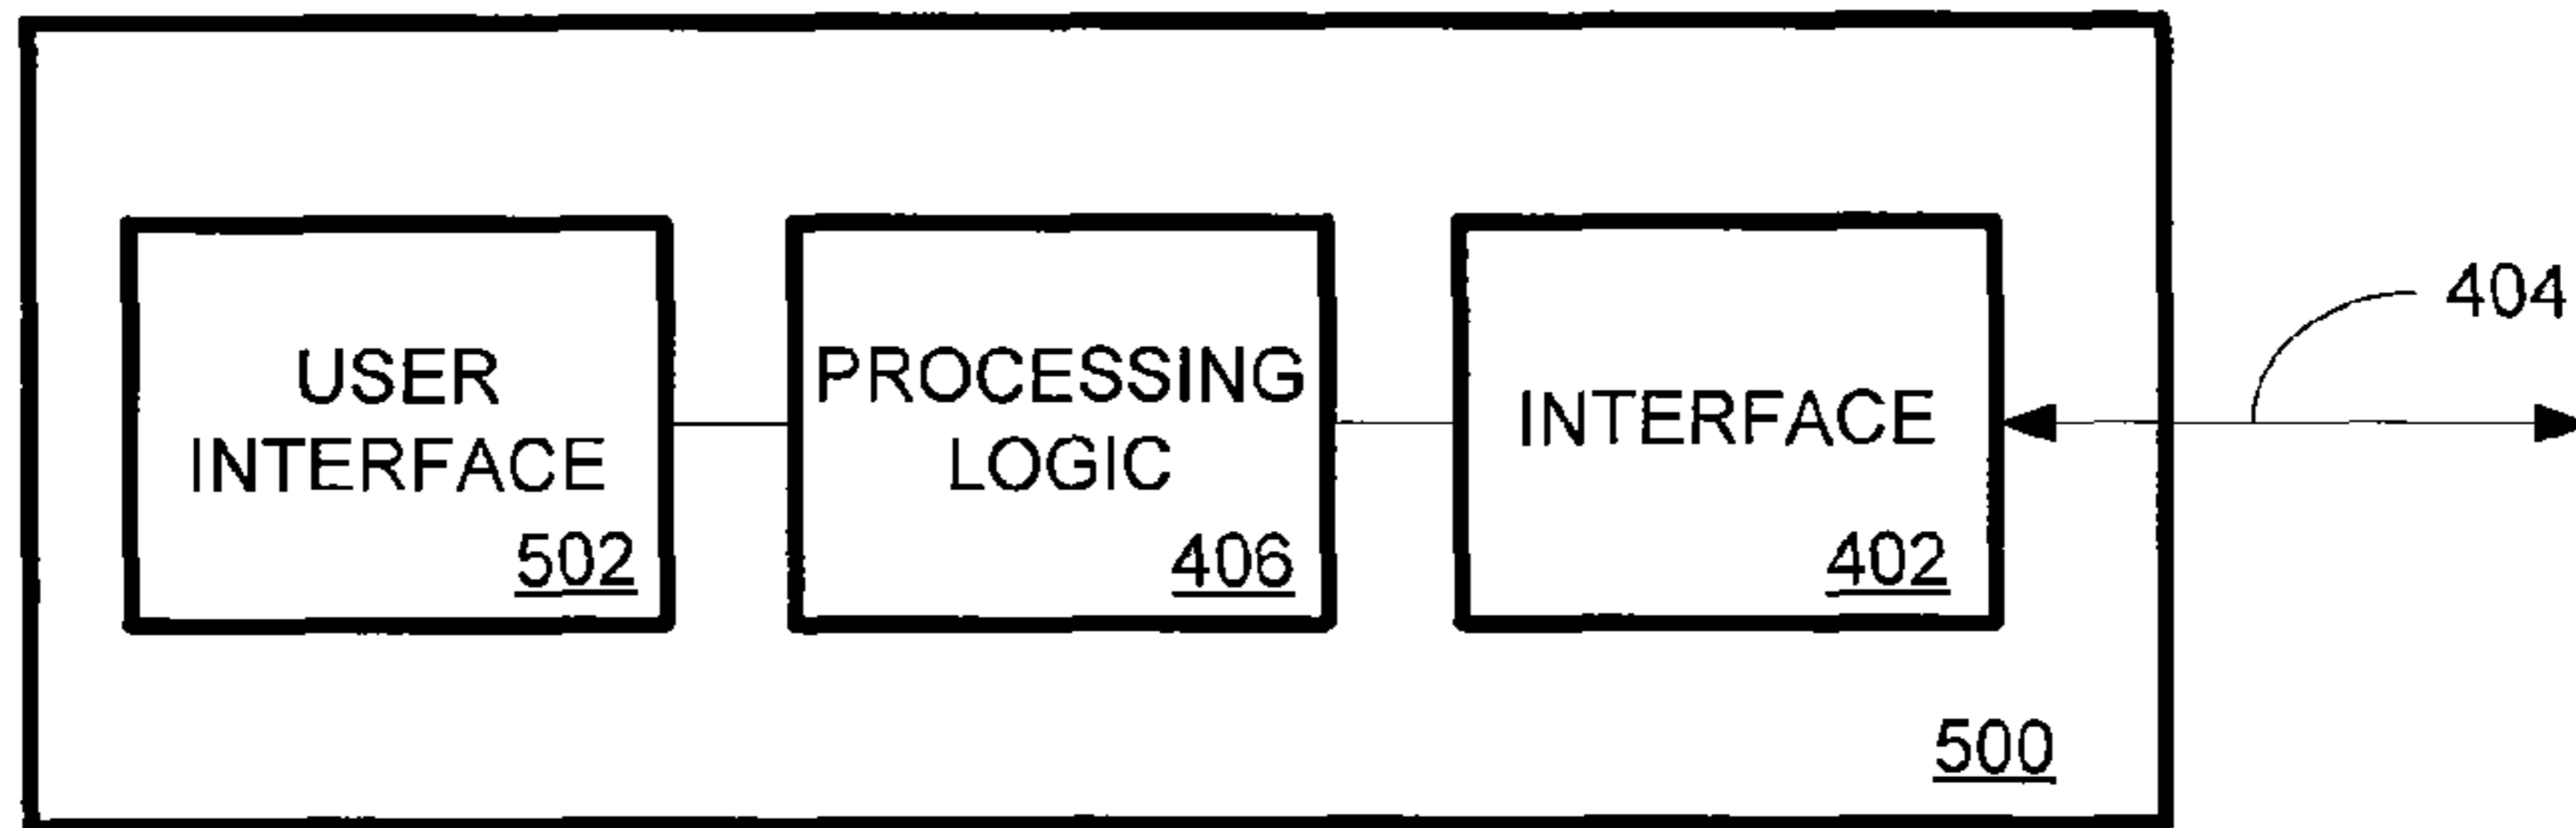 USER
INTERFACE
502
PROCESSING
LOGIC
406
INTERFACE
402
404
500